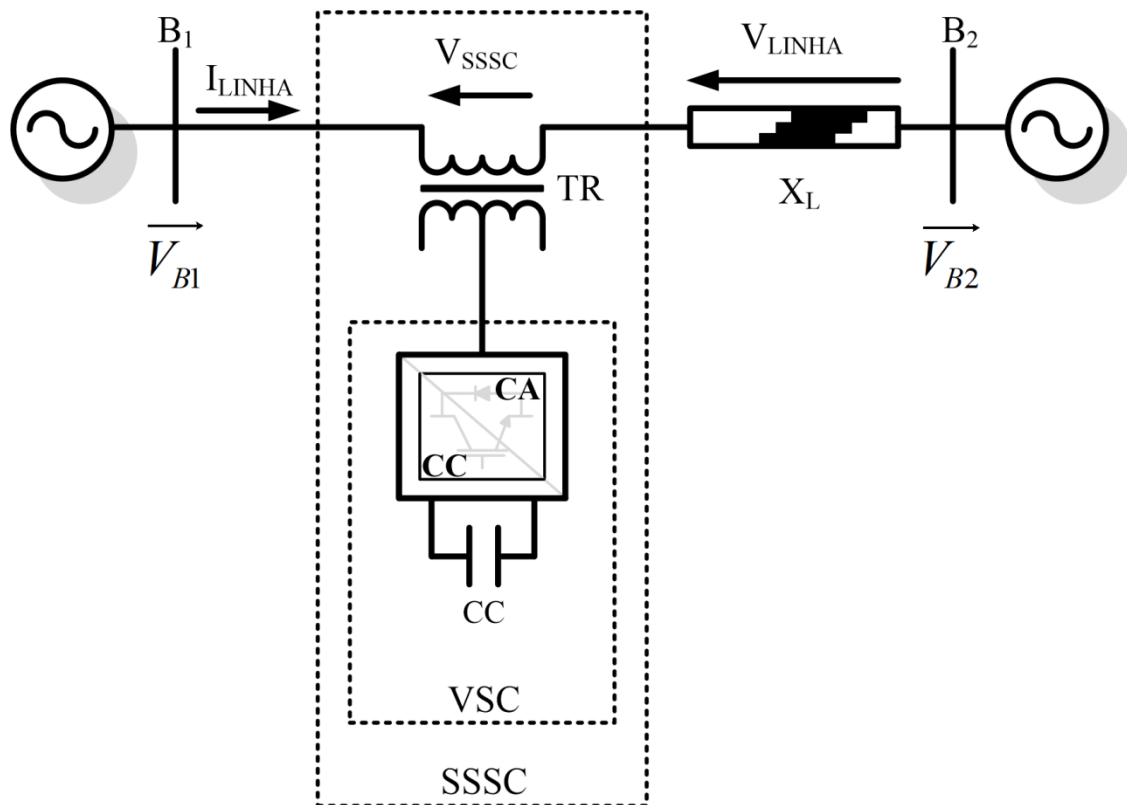 B₁
I_LINHA
V_SSSC
V_LINHA
B₂
TR
X_L
V_B1
V_B2
CA
CC
CC
VSC
SSSC